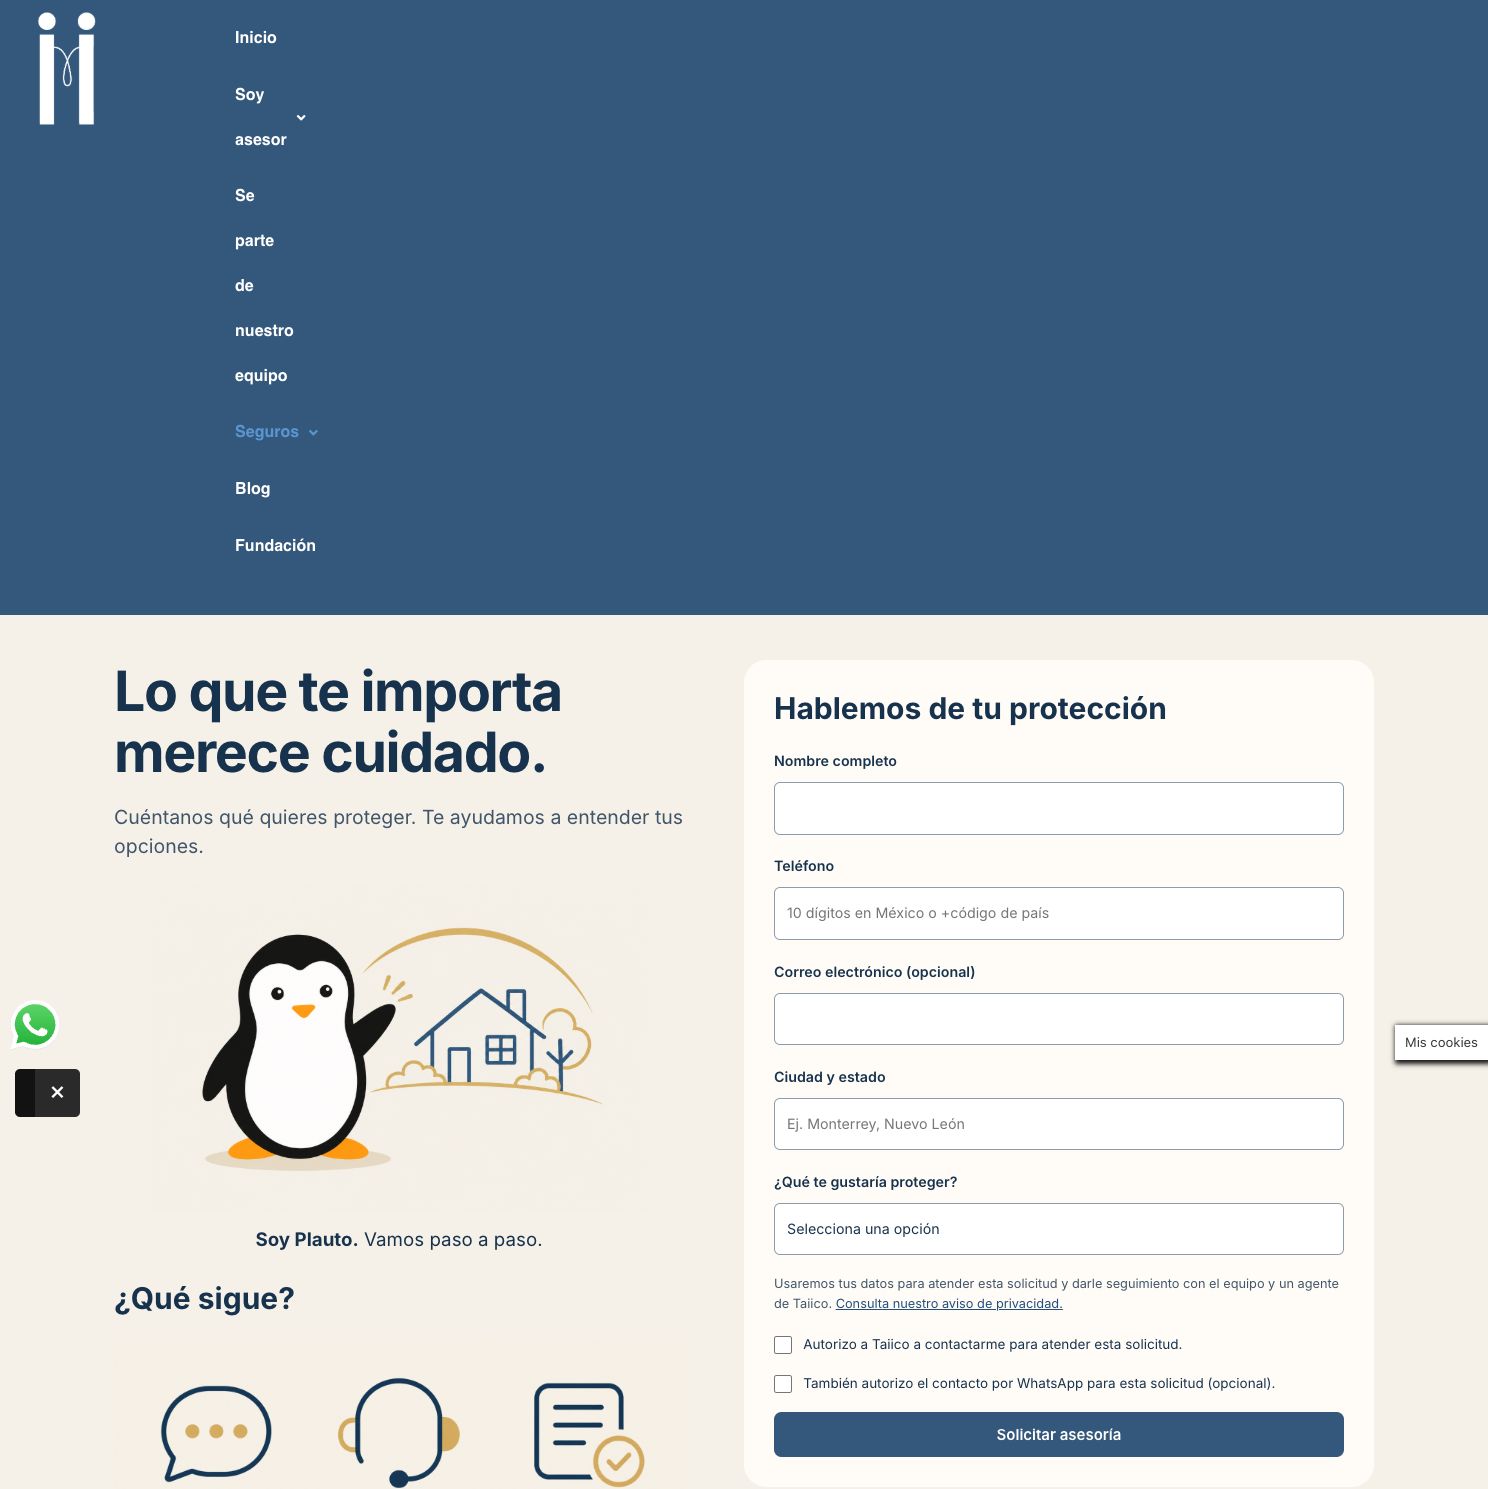 Inicio
Soy
asesor
Se
parte
de
nuestro
equipo
Seguros
Blog
Fundación
Lo que te importa
merece cuidado.
Cuéntanos qué quieres proteger. Te ayudamos a entender tus
opciones.
Soy Plauto. Vamos paso a paso.
¿Qué sigue?
Hablemos de tu protección
Nombre completo
Teléfono
10 dígitos en México o +código de país
Correo electrónico (opcional)
Ciudad y estado
Ej. Monterrey, Nuevo León
¿Qué te gustaría proteger?
Selecciona una opción
Usaremos tus datos para atender esta solicitud y darle seguimiento con el equipo y un agente
de Taiico. Consulta nuestro aviso de privacidad.
Autorizo a Taiico a contactarme para atender esta solicitud.
También autorizo el contacto por WhatsApp para esta solicitud (opcional).
Solicitar asesoría
Mis cookies